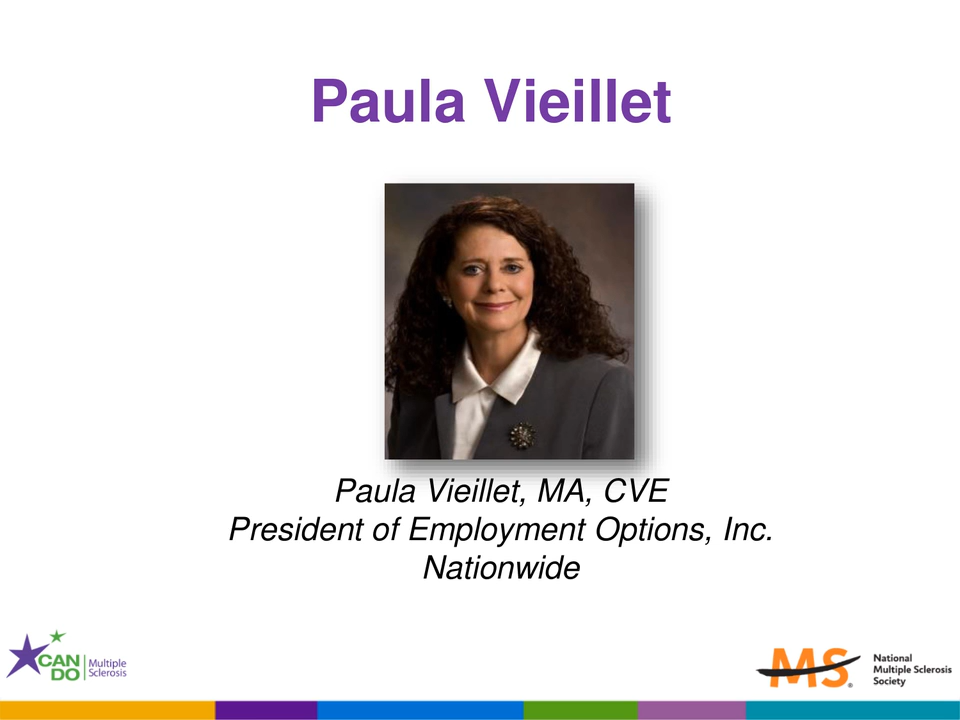 Paula Vieillet
Paula Vieillet, MA, CVE
President of Employment Options, Inc.
Nationwide
CAN DO
Multiple
Sclerosis
MS®
National
Multiple Sclerosis
Society